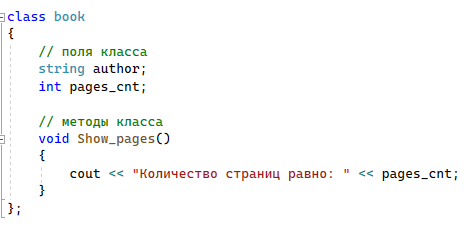 class book
{
// поля класса
string author;
int pages_cnt;
// методы класса
void Show_pages()
{
cout << "Количество страниц равно: " << pages_cnt;
}
};